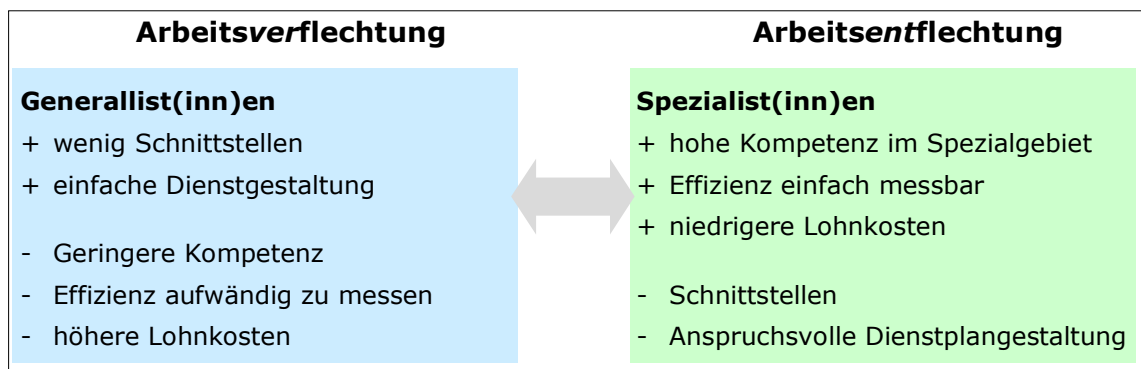 Arbeitsverflechtung
Generallist(inn)en
+ wenig Schnittstellen
+ einfache Dienstgestaltung
- Geringere Kompetenz
- Effizienz aufwändig zu messen
- höhere Lohnkosten
Arbeitsentflechtung
Spezialist(inn)en
+ hohe Kompetenz im Spezialgebiet
+ Effizienz einfach messbar
+ niedrigere Lohnkosten
- Schnittstellen
- Anspruchsvolle Dienstplangestaltung